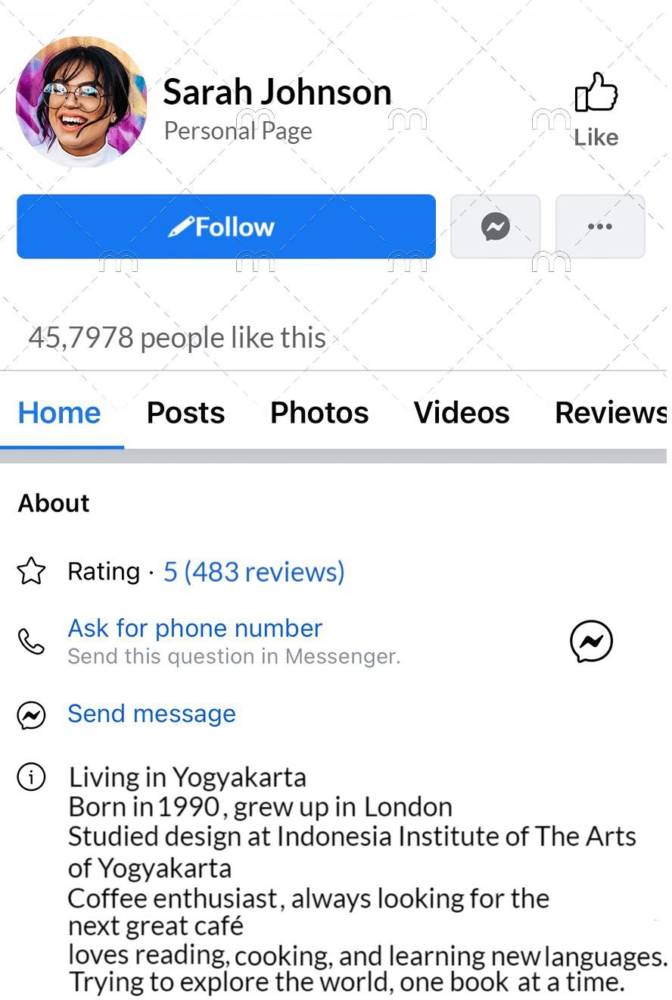 Sarah Johnson
Personal Page
Like
Follow
45,7978 people like this
Home Posts Photos Videos Reviews
About
Rating · 5 (483 reviews)
Ask for phone number
Send this question in Messenger.
Send message
Living in Yogyakarta
Born in 1990, grew up in London
Studied design at Indonesia Institute of The Arts
of Yogyakarta
Coffee enthusiast, always looking for the
next great café
loves reading, cooking, and learning new languages.
Trying to explore the world, one book at a time.